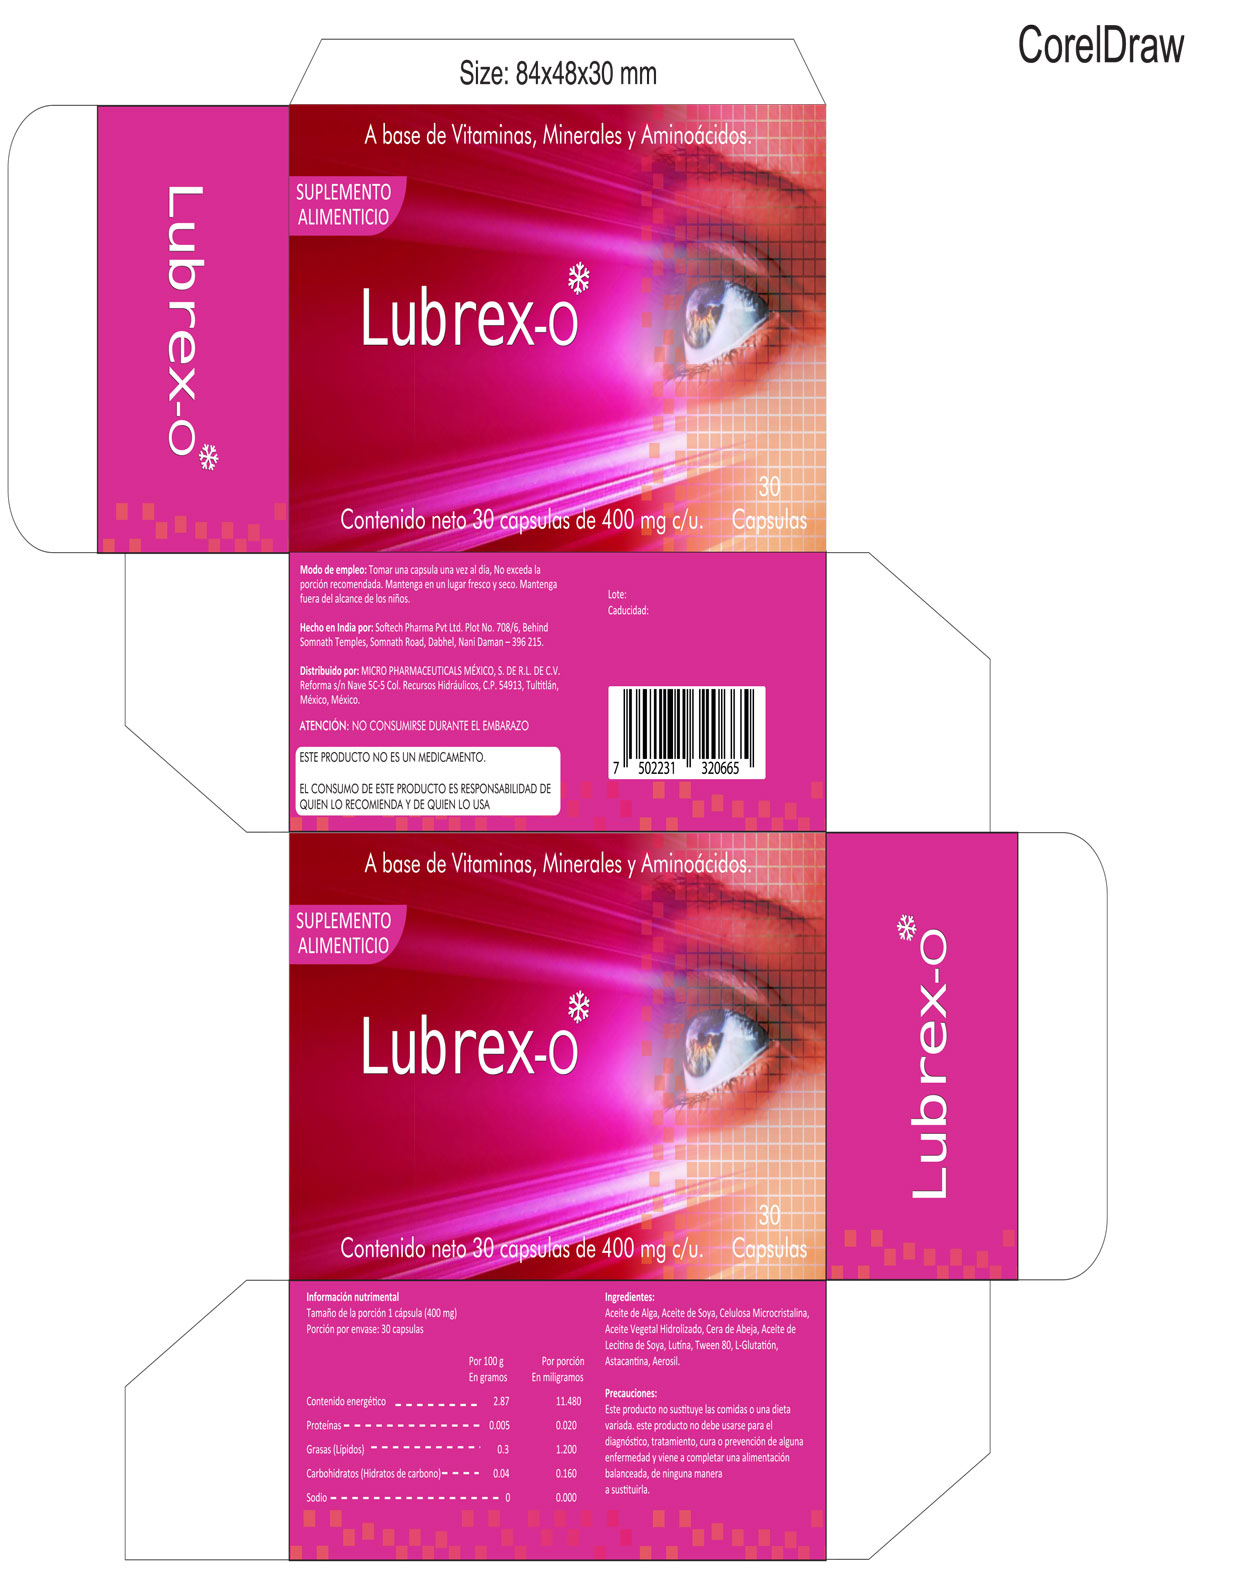 CorelDraw
Size: 84x48x30 mm
A base de Vitaminas, Minerales y Aminoácidos.
SUPLEMENTO
ALIMENTICIO
Lubrex-o
Lubrex-o
30
Contenido neto 30 capsulas de 400 mg c/u.
Capsulas
Modo de empleo: Tomar una capsula una vez al día, No exceda la
porción recomendada. Mantenga en un lugar fresco y seco. Mantenga
fuera del alcance de los niños.
Hecho en India por: Softech Pharma Pvt Ltd. Plot No. 708/6, Behind
Somnath Temples, Somnath Road, Dabhel, Nani Daman – 396 215.
Distribuido por: MICRO PHARMACEUTICALS MÉXICO, S. DE R.L. DE C.V.
Reforma s/n Nave 5C-5 Col. Recursos Hidráulicos, C.P. 54913, Tultitlán,
México, México.
ATENCIÓN: NO CONSUMIRSE DURANTE EL EMBARAZO
ESTE PRODUCTO NO ES UN MEDICAMENTO.
EL CONSUMO DE ESTE PRODUCTO ES RESPONSABILIDAD DE
QUIEN LO RECOMIENDA Y DE QUIEN LO USA
Lote:
Caducidad:
7 502231 320665
A base de Vitaminas, Minerales y Aminoácidos.
SUPLEMENTO
ALIMENTICIO
Lubrex-o
Lubrex-o
30
Contenido neto 30 capsulas de 400 mg c/u.
Capsulas
Información nutrimental
Tamaño de la porción 1 cápsula (400 mg)
Porción por envase: 30 capsulas
Por 100 g Por porción
En gramos En miligramos
Contenido energético 2.87 11.480
Proteínas 0.005 0.020
Grasas (Lípidos) 0.3 1.200
Carbohidratos (Hidratos de carbono) 0.04 0.160
Sodio 0 0.000
Ingredientes:
Aceite de Alga, Aceite de Soya, Celulosa Microcristalina,
Aceite Vegetal Hidrolizado, Cera de Abeja, Aceite de
Lecitina de Soya, Lutína, Tween 80, L-Glutatión,
Astacantina, Aerosil.
Precauciones:
Este producto no sustituye las comidas o una dieta
variada. este producto no debe usarse para el
diagnóstico, tratamiento, cura o prevención de alguna
enfermedad y viene a completar una alimentación
balanceada, de ninguna manera
a sustituirla.